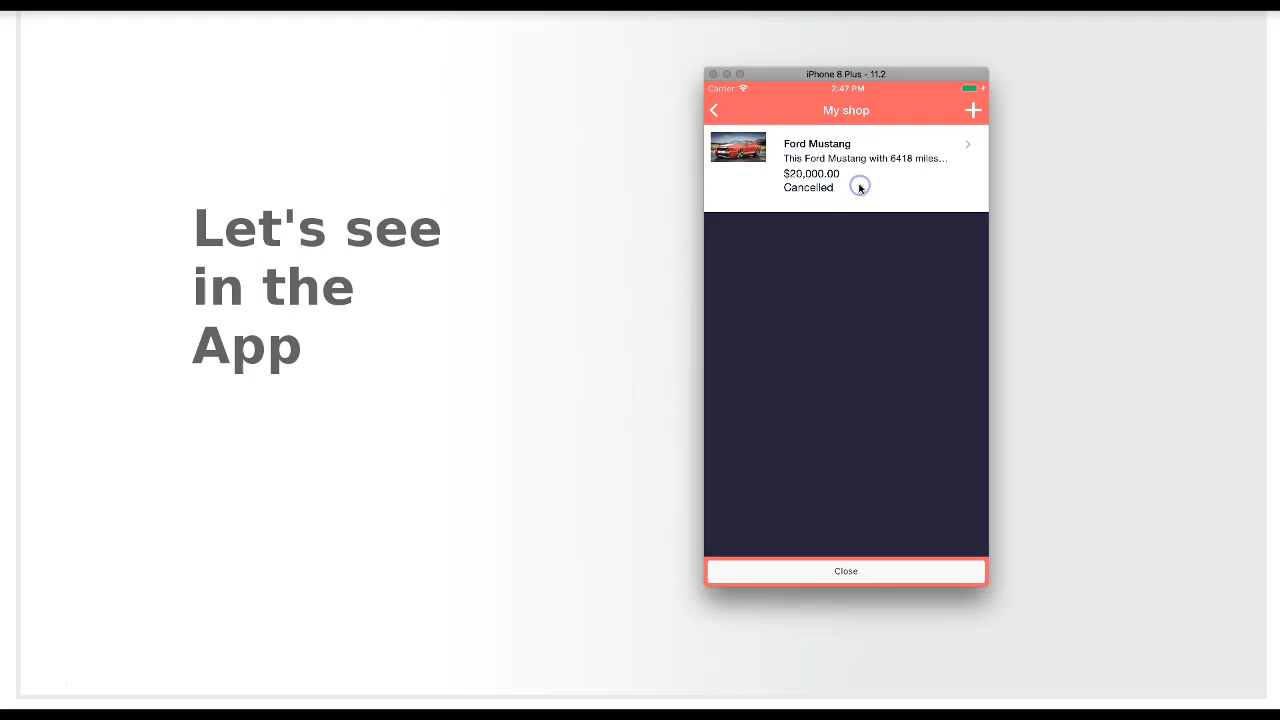 iPhone 8 Plus - 11.2
Carrier 2:47 PM
My shop
Ford Mustang
This Ford Mustang with 6418 miles...
$20,000.00
Cancelled
Let's see
in the
App
Close